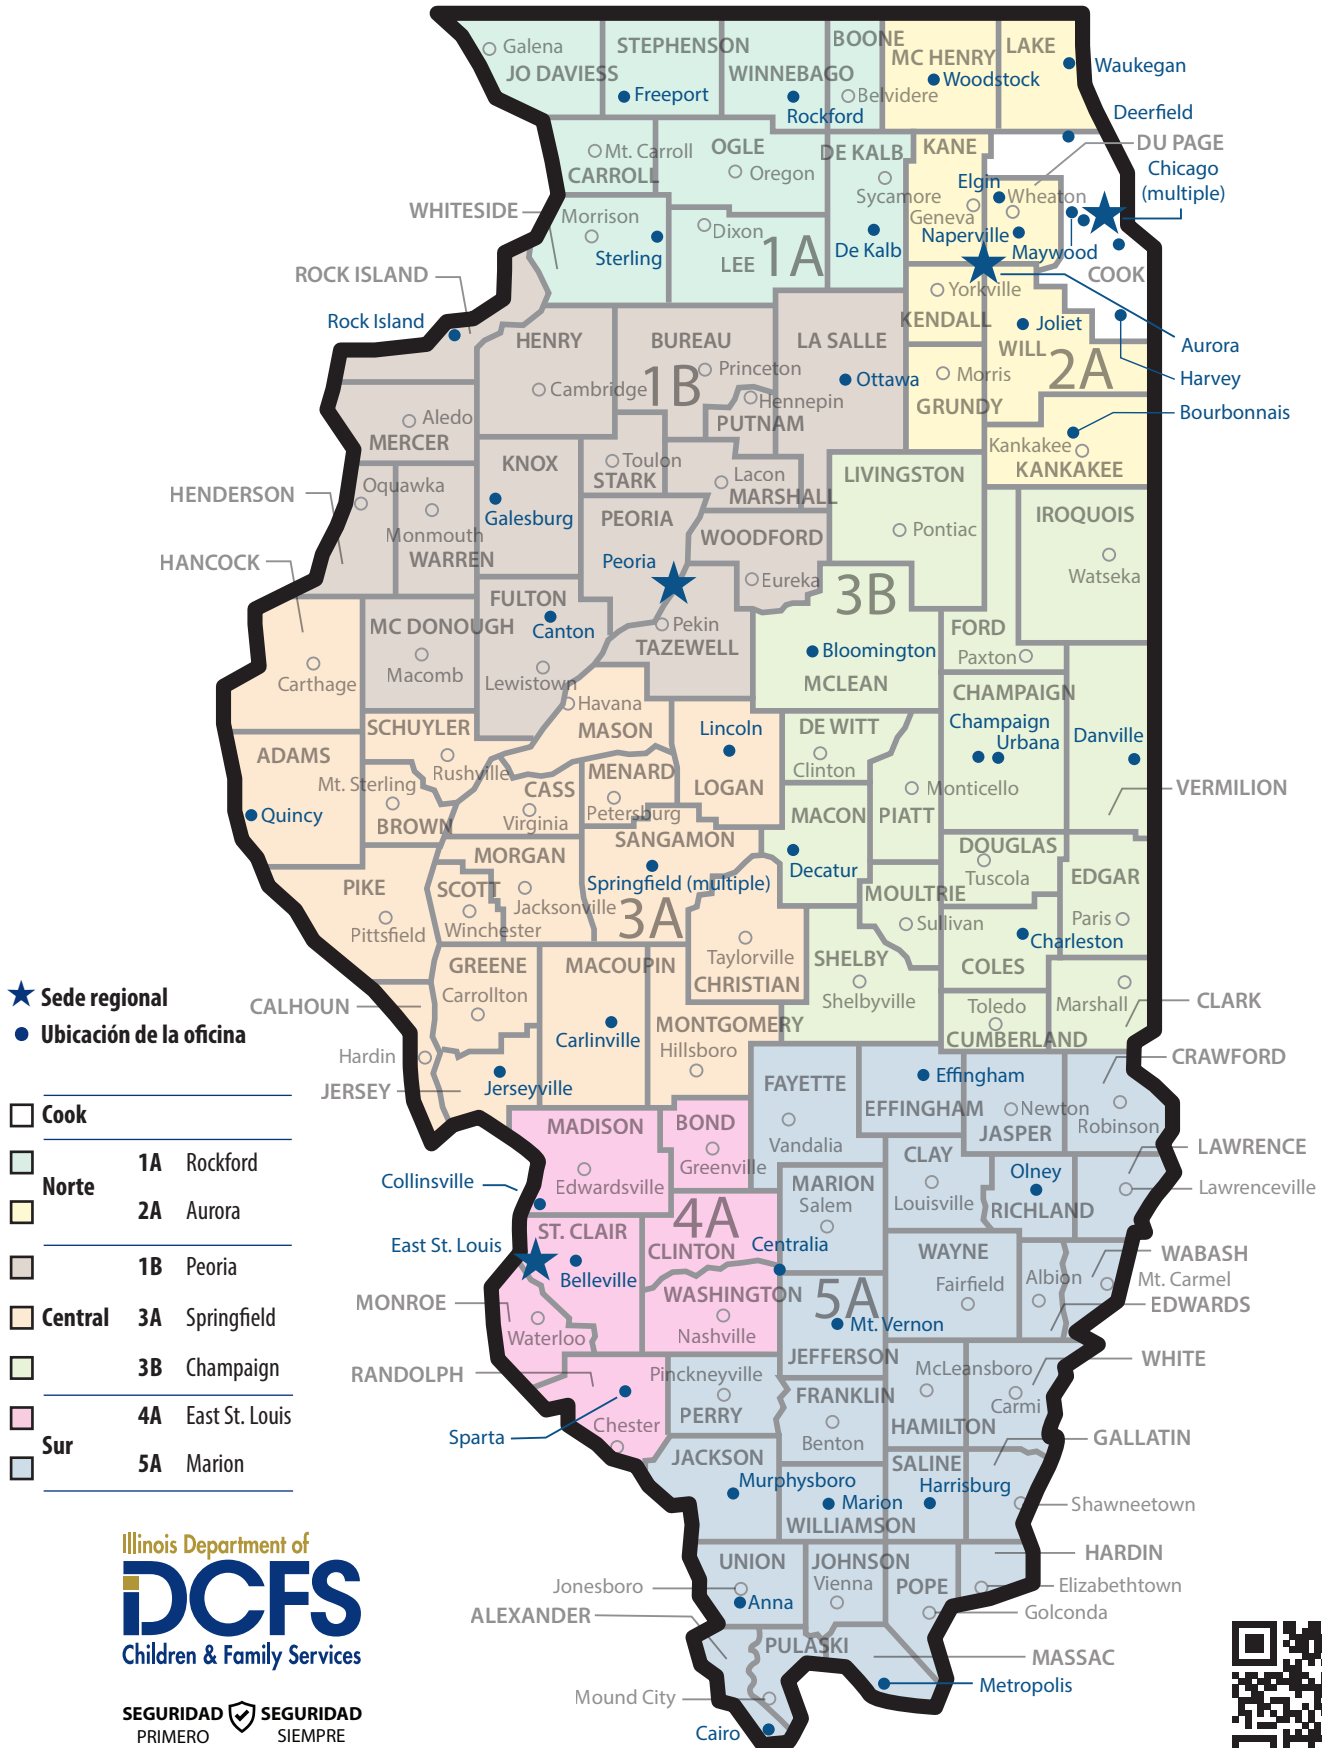 Galena
JO DAVIESS
STEPHENSON
Freeport
WINNEBAGO
Rockford
BOONE
Belvidere
MC HENRY
Woodstock
LAKE
Waukegan
Deerfield
DU PAGE
Chicago
(multiple)
Mt. Carroll
CARROLL
OGLE
Oregon
DE KALB
Sycamore
De Kalb
KANE
Elgin
Geneva
Wheaton
Naperville
Maywood
COOK
WHITESIDE
Morrison
Sterling
Dixon
LEE
1A
ROCK ISLAND
Rock Island
HENRY
Cambridge
BUREAU
Princeton
1B
Hennepin
PUTNAM
LA SALLE
Ottawa
Yorkville
KENDALL
Joliet
WILL
2A
Aurora
Harvey
Morris
GRUNDY
Bourbonnais
Kankakee
KANKAKEE
Aledo
MERCER
KNOX
Galesburg
Toulon
STARK
Lacon
MARSHALL
LIVINGSTON
Pontiac
IROQUOIS
Watseka
HENDERSON
Oquawka
Monmouth
WARREN
PEORIA
Peoria
WOODFORD
Eureka
3B
HANCOCK
Carthage
MC DONOUGH
Macomb
FULTON
Canton
Lewistown
Pekin
TAZEWELL
Bloomington
MCLEAN
FORD
Paxton
ADAMS
Quincy
SCHUYLER
Rushville
Havana
MASON
Lincoln
LOGAN
DE WITT
Clinton
CHAMPAIGN
Champaign
Urbana
Danville
VERMILION
Mt. Sterling
BROWN
CASS
Virginia
MENARD
Petersburg
MACON
Decatur
Monticello
PIATT
PIKE
Pittsfield
MORGAN
SCOTT
Jacksonville
Winchester
SANGAMON
Springfield (multiple)
3A
DOUGLAS
Tuscola
EDGAR
Paris
MOULTRIE
Sullivan
Charleston
COLES
Taylorville
CHRISTIAN
SHELBY
Shelbyville
Toledo
CUMBERLAND
Marshall
CLARK
CALHOUN
Hardin
GREENE
Carrollton
JERSEY
Jerseyville
MACOUPIN
Carlinville
MONTGOMERY
Hillsboro
FAYETTE
Vandalia
Effingham
EFFINGHAM
Newton
JASPER
CRAWFORD
Robinson
MADISON
Edwardsville
Collinsville
BOND
Greenville
MARION
Salem
CLAY
Louisville
Olney
RICHLAND
LAWRENCE
Lawrenceville
East St. Louis
ST. CLAIR
Belleville
4A
CLINTON
Centralia
WASHINGTON
Nashville
5A
Mt. Vernon
JEFFERSON
WAYNE
Fairfield
Albion
WABASH
Mt. Carmel
EDWARDS
MONROE
Waterloo
RANDOLPH
Chester
Sparta
Pinckneyville
PERRY
FRANKLIN
Benton
McLeansboro
HAMILTON
WHITE
Carmi
JACKSON
Murphysboro
Marion
WILLIAMSON
SALINE
Harrisburg
GALLATIN
Shawneetown
UNION
Jonesboro
Anna
JOHNSON
Vienna
POPE
HARDIN
Elizabethtown
Golconda
ALEXANDER
PULASKI
Mound City
Cairo
MASSAC
Metropolis
Sede regional
Ubicación de la oficina
Cook
Norte
1A Rockford
2A Aurora
Central
1B Peoria
3A Springfield
3B Champaign
Sur
4A East St. Louis
5A Marion
Illinois Department of
DCFS
Children & Family Services
SEGURIDAD PRIMERO
SEGURIDAD SIEMPRE